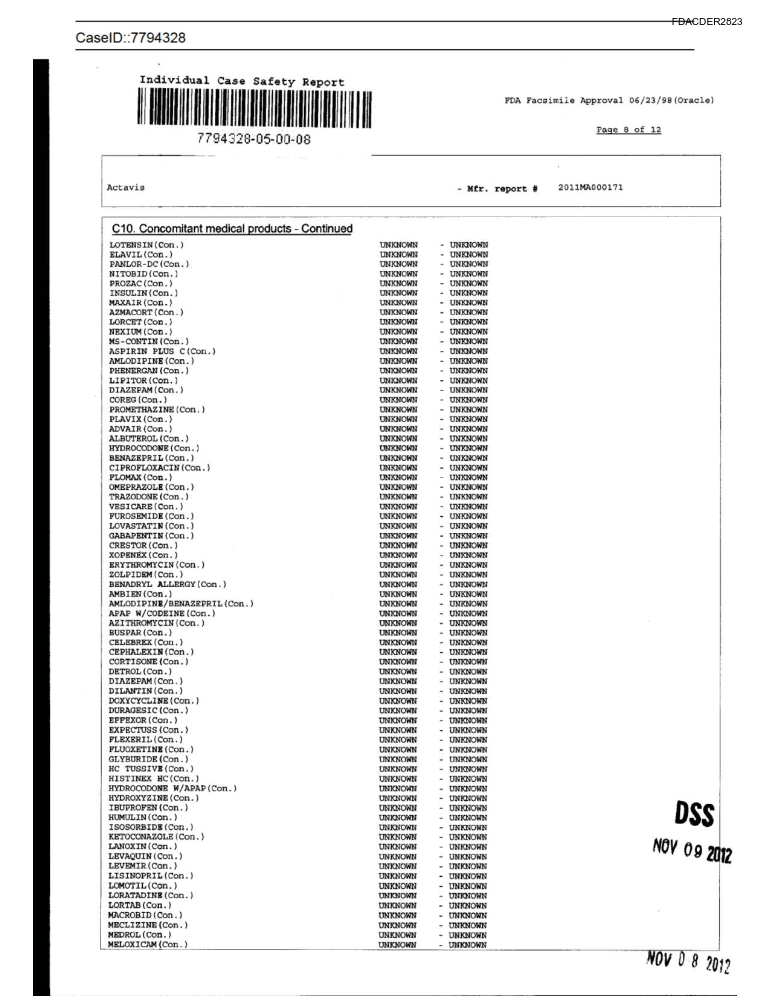 FDACDER2823
CaseID::7794328
Individual Case Safety Report
FDA Facsimile Approval 06/23/98(Oracle)
7794328-05-00-08
Page 8 of 12
Actavis - Mfr. report # 2011MA000171
C10. Concomitant medical products - Continued
LOTENSIN(Con.) UNKNOWN - UNKNOWN
ELAVIL(Con.) UNKNOWN - UNKNOWN
PANLOR-DC(Con.) UNKNOWN - UNKNOWN
NITOBID(Con.) UNKNOWN - UNKNOWN
PROZAC(Con.) UNKNOWN - UNKNOWN
INSULIN(Con.) UNKNOWN - UNKNOWN
MAXAIR(Con.) UNKNOWN - UNKNOWN
AZMACORT(Con.) UNKNOWN - UNKNOWN
LORCET(Con.) UNKNOWN - UNKNOWN
NEXIUM(Con.) UNKNOWN - UNKNOWN
MS-CONTIN(Con.) UNKNOWN - UNKNOWN
ASPIRIN PLUS C(Con.) UNKNOWN - UNKNOWN
AMLODIPINE(Con.) UNKNOWN - UNKNOWN
PHENERGAN(Con.) UNKNOWN - UNKNOWN
LIPITOR(Con.) UNKNOWN - UNKNOWN
DIAZEPAM(Con.) UNKNOWN - UNKNOWN
COREG(Con.) UNKNOWN - UNKNOWN
PROMETHAZINE(Con.) UNKNOWN - UNKNOWN
PLAVIX(Con.) UNKNOWN - UNKNOWN
ADVAIR(Con.) UNKNOWN - UNKNOWN
ALBUTEROL(Con.) UNKNOWN - UNKNOWN
HYDROCODONE(Con.) UNKNOWN - UNKNOWN
BENAZEPRIL(Con.) UNKNOWN - UNKNOWN
CIPROFLOXACIN(Con.) UNKNOWN - UNKNOWN
FLOMAX(Con.) UNKNOWN - UNKNOWN
OMEPRAZOLE(Con.) UNKNOWN - UNKNOWN
TRAZODONE(Con.) UNKNOWN - UNKNOWN
VESICARE(Con.) UNKNOWN - UNKNOWN
FUROSEMIDE(Con.) UNKNOWN - UNKNOWN
LOVASTATIN(Con.) UNKNOWN - UNKNOWN
GABAPENTIN(Con.) UNKNOWN - UNKNOWN
CRESTOR(Con.) UNKNOWN - UNKNOWN
XOPENEX(Con.) UNKNOWN - UNKNOWN
ERYTHROMYCIN(Con.) UNKNOWN - UNKNOWN
ZOLPIDEM(Con.) UNKNOWN - UNKNOWN
BENADRYL ALLERGY(Con.) UNKNOWN - UNKNOWN
AMBIEN(Con.) UNKNOWN - UNKNOWN
AMLODIPINE/BENAZEPRIL(Con.) UNKNOWN - UNKNOWN
APAP W/CODEINE(Con.) UNKNOWN - UNKNOWN
AZITHROMYCIN(Con.) UNKNOWN - UNKNOWN
BUSPAR(Con.) UNKNOWN - UNKNOWN
CELEBREX(Con.) UNKNOWN - UNKNOWN
CEPHALEXIN(Con.) UNKNOWN - UNKNOWN
CORTISONE(Con.) UNKNOWN - UNKNOWN
DETROL(Con.) UNKNOWN - UNKNOWN
DIAZEPAM(Con.) UNKNOWN - UNKNOWN
DILANTIN(Con.) UNKNOWN - UNKNOWN
DOXYCYCLINE(Con.) UNKNOWN - UNKNOWN
DURAGESIC(Con.) UNKNOWN - UNKNOWN
EFFEXOR(Con.) UNKNOWN - UNKNOWN
EXPECTUSS(Con.) UNKNOWN - UNKNOWN
FLEXERIL(Con.) UNKNOWN - UNKNOWN
FLUOXETINE(Con.) UNKNOWN - UNKNOWN
GLYBURIDE(Con.) UNKNOWN - UNKNOWN
HC TUSSIVE(Con.) UNKNOWN - UNKNOWN
HISTINEX HC(Con.) UNKNOWN - UNKNOWN
HYDROCODONE W/APAP(Con.) UNKNOWN - UNKNOWN
HYDROXYZINE(Con.) UNKNOWN - UNKNOWN
IBUPROFEN(Con.) UNKNOWN - UNKNOWN
HUMULIN(Con.) UNKNOWN - UNKNOWN
ISOSORBIDE(Con.) UNKNOWN - UNKNOWN
KETOCONAZOLE(Con.) UNKNOWN - UNKNOWN
LANOXIN(Con.) UNKNOWN - UNKNOWN
LEVAQUIN(Con.) UNKNOWN - UNKNOWN
LEVEMIR(Con.) UNKNOWN - UNKNOWN
LISINOPRIL(Con.) UNKNOWN - UNKNOWN
LOMOTIL(Con.) UNKNOWN - UNKNOWN
LORATADINE(Con.) UNKNOWN - UNKNOWN
LORTAB(Con.) UNKNOWN - UNKNOWN
MACROBID(Con.) UNKNOWN - UNKNOWN
MECLIZINE(Con.) UNKNOWN - UNKNOWN
MEDROL(Con.) UNKNOWN - UNKNOWN
MELOXICAM(Con.) UNKNOWN - UNKNOWN
DSS
NOV 09 2012
NOV 08 2012